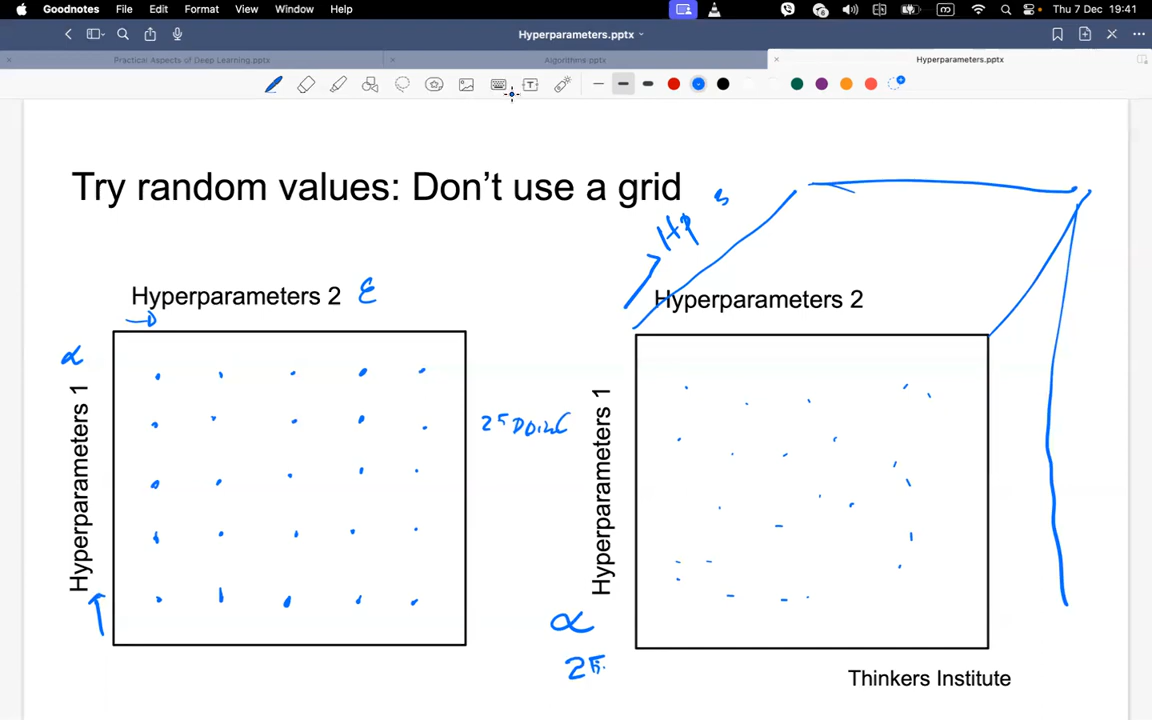 Goodnotes File Edit View Window Help Thu 7 Dec 19:41
Hyperparameters.pptx
Practical Aspects of Deep Learning.pptx Algorithms.pptx Hyperparameters.pptx
Try random values: Don't use a grid
HP 3
Hyperparameters 2 ε
Hyperparameters 2
α
Hyperparameters 1
25 Point
Hyperparameters 1
α
25
Thinkers Institute